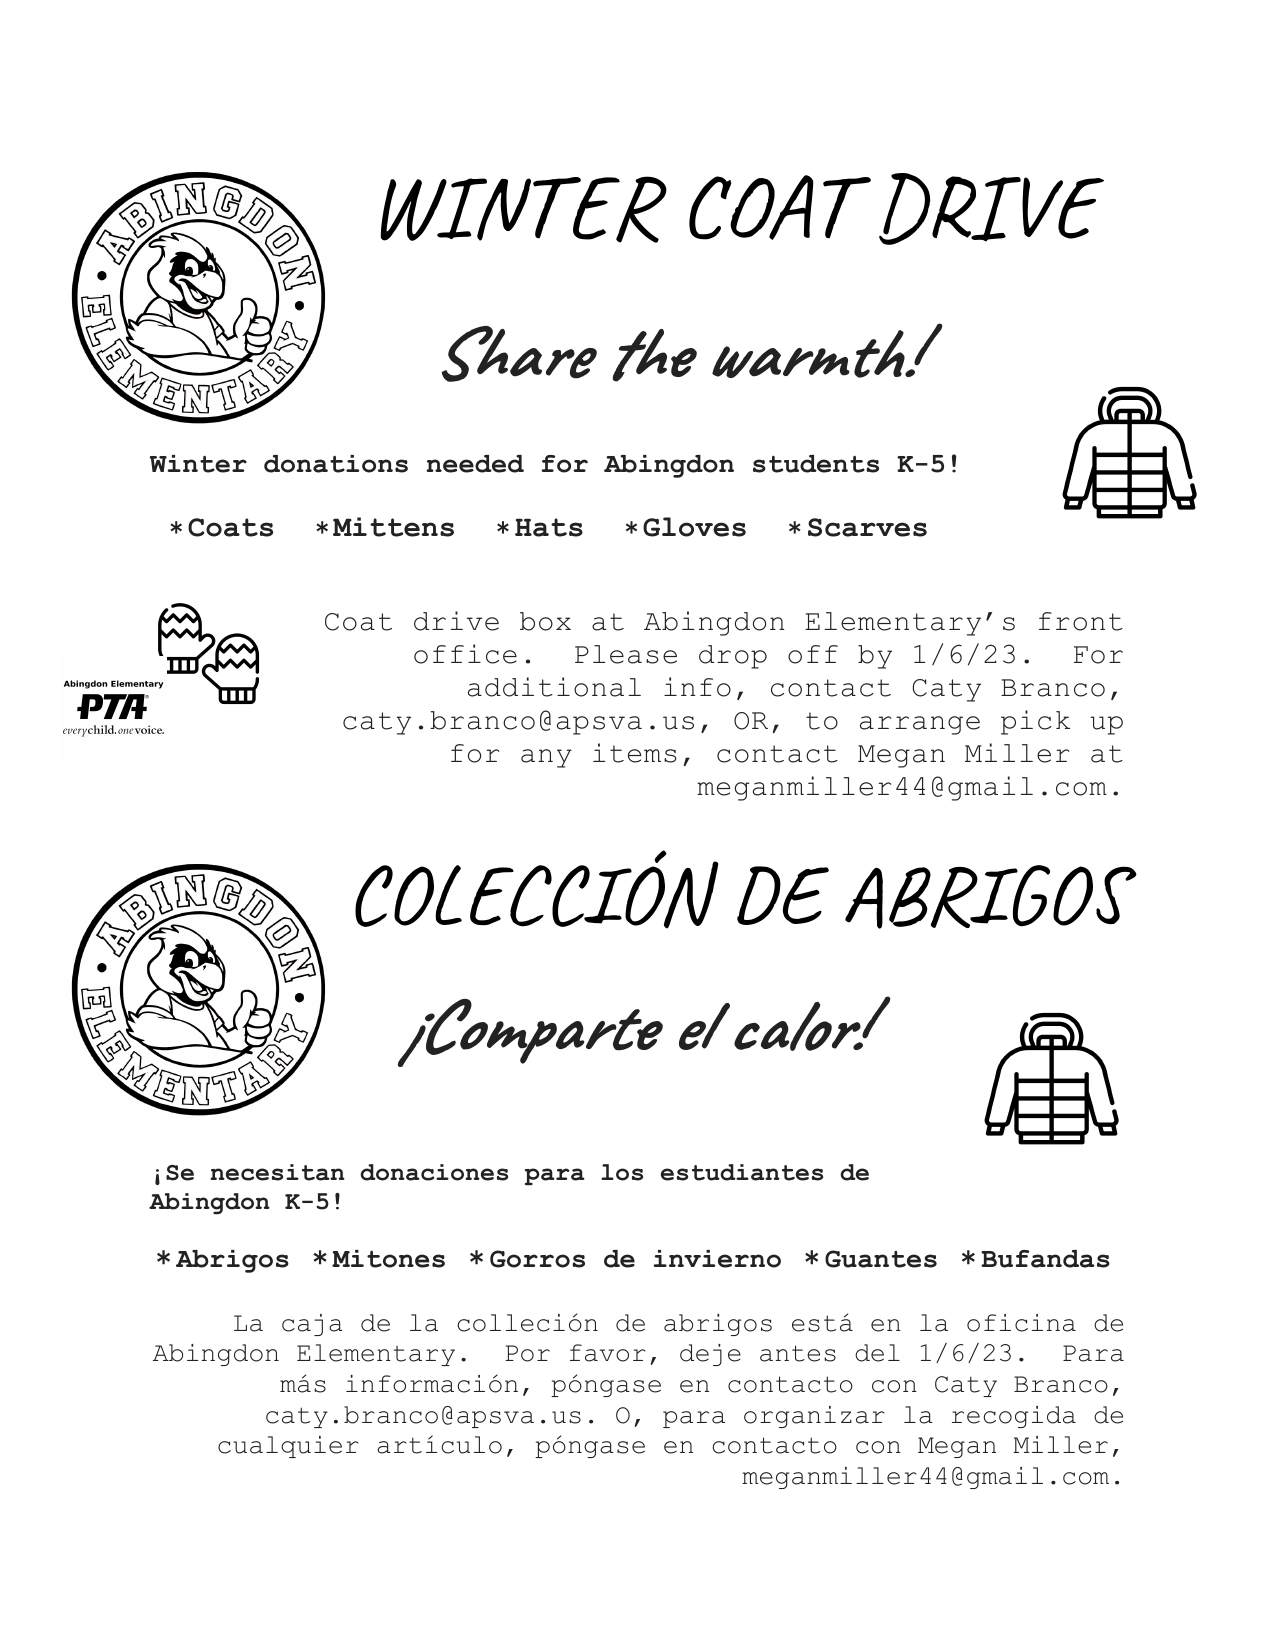 ABINGDON
ELEMENTARY
WINTER COAT DRIVE
Share the warmth!
Winter donations needed for Abingdon students K-5!
*Coats *Mittens *Hats *Gloves *Scarves
Coat drive box at Abingdon Elementary’s front
office. Please drop off by 1/6/23. For
additional info, contact Caty Branco,
caty.branco@apsva.us, OR, to arrange pick up
for any items, contact Megan Miller at
meganmiller44@gmail.com.
Abingdon Elementary
PTA
everychild.onevoice.
ABINGDON
ELEMENTARY
COLECCIÓN DE ABRIGOS
¡Comparte el calor!
¡Se necesitan donaciones para los estudiantes de
Abingdon K-5!
*Abrigos *Mitones *Gorros de invierno *Guantes *Bufandas
La caja de la colleción de abrigos está en la oficina de
Abingdon Elementary. Por favor, deje antes del 1/6/23. Para
más información, póngase en contacto con Caty Branco,
caty.branco@apsva.us. O, para organizar la recogida de
cualquier artículo, póngase en contacto con Megan Miller,
meganmiller44@gmail.com.